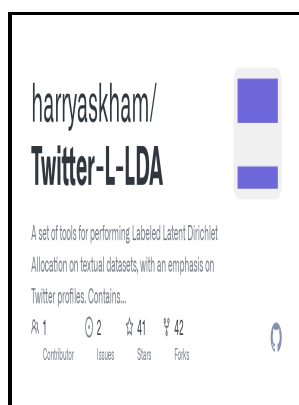 harryaskham/
Twitter-L-LDA
A set of tools for performing Labeled Latent Dirichlet
Allocation on textual datasets, with an emphasis on
Twitter profiles. Contains...
1 2 41 42
Contributor Issues Stars Forks